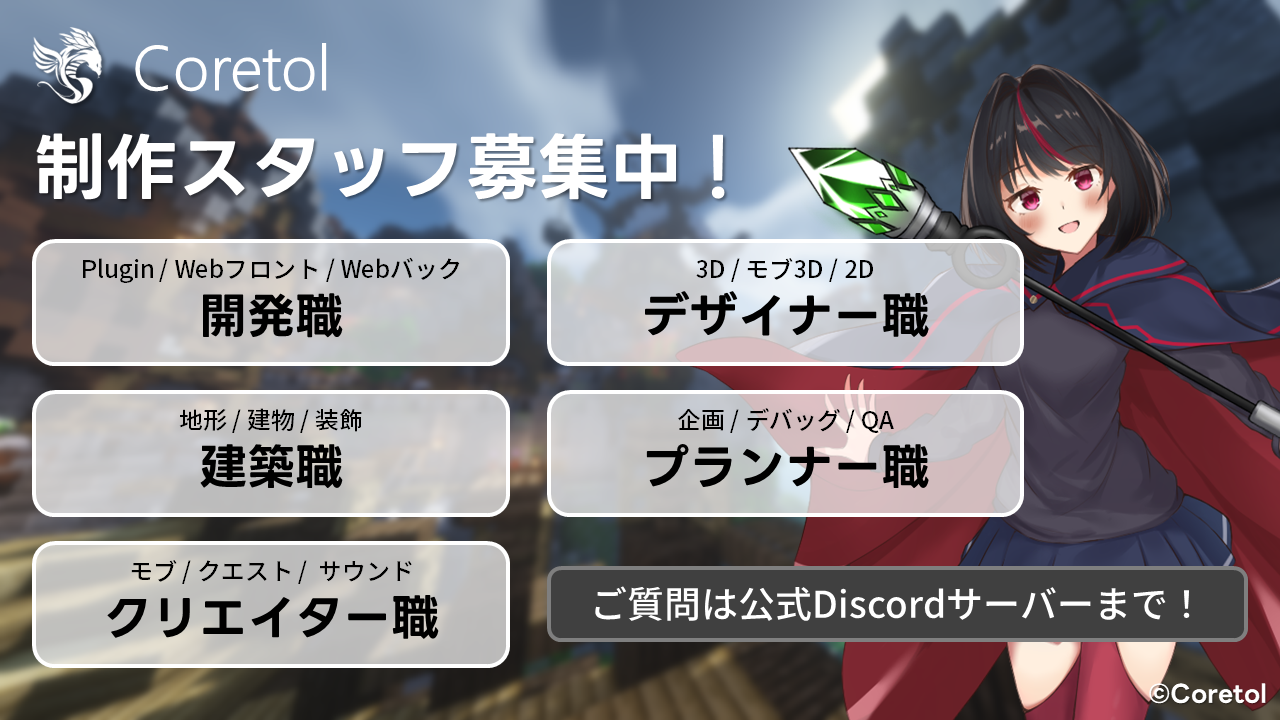 Coretol
制作スタッフ募集中！
Plugin / Webフロント / Webバック
開発職
3D / モブ3D / 2D
デザイナー職
地形 / 建物 / 装飾
建築職
企画 / デバッグ / QA
プランナー職
モブ / クエスト / サウンド
クリエイター職
ご質問は公式Discordサーバーまで！
©Coretol